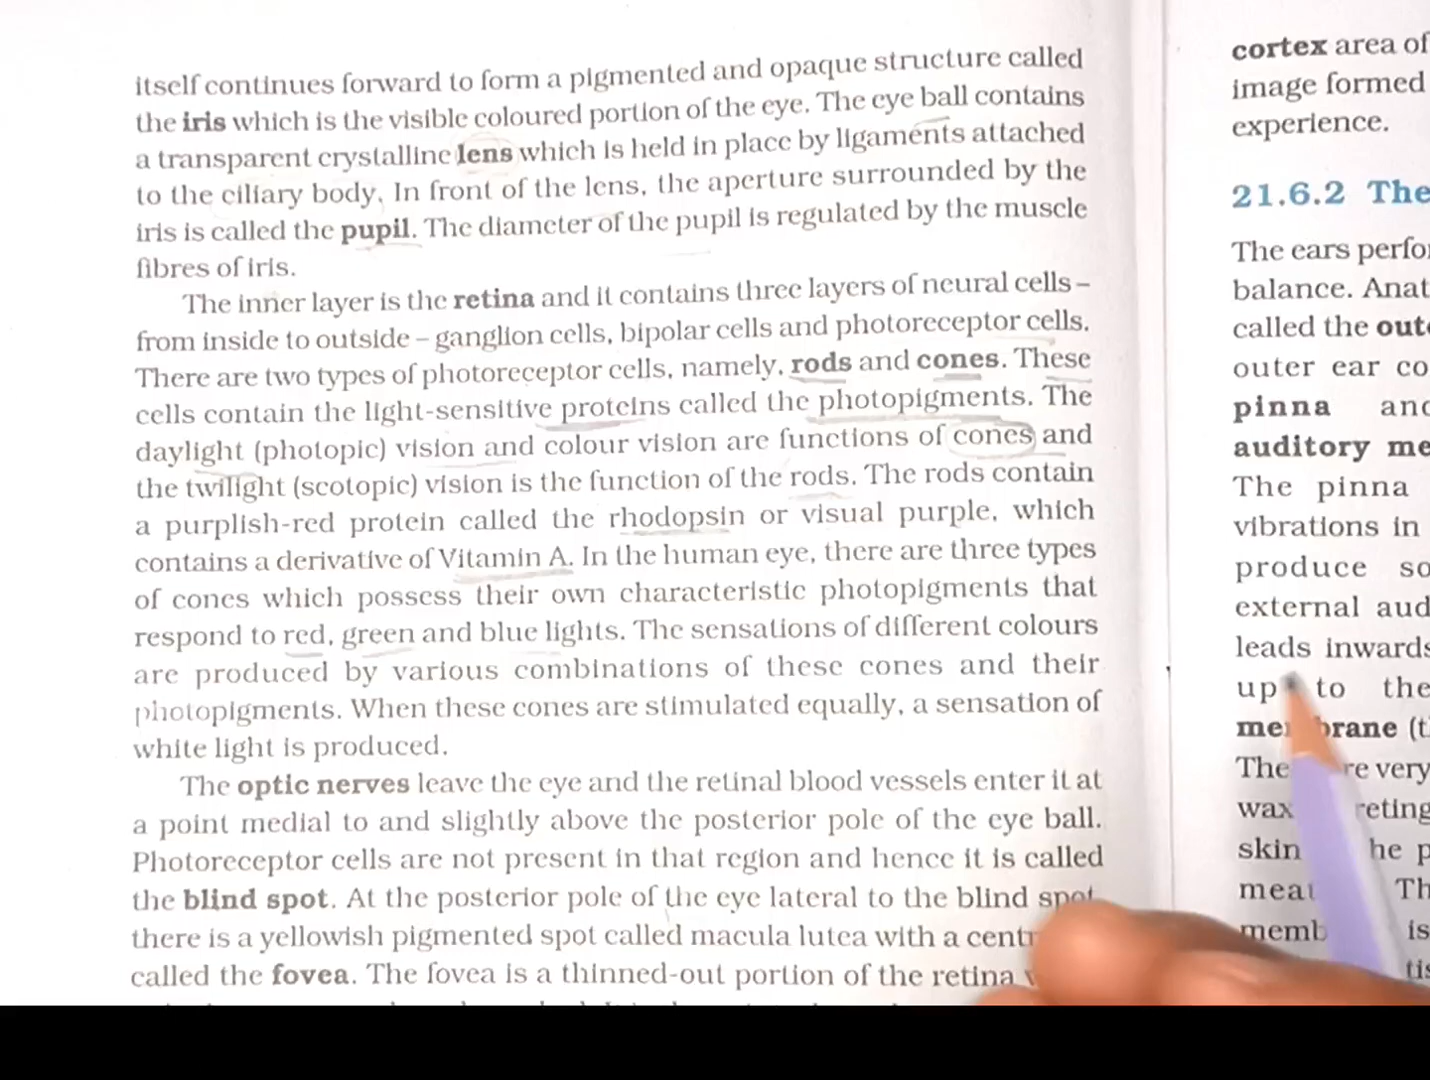 itself continues forward to form a pigmented and opaque structure called
the iris which is the visible coloured portion of the eye. The eye ball contains
a transparent crystalline lens which is held in place by ligaments attached
to the ciliary body. In front of the lens, the aperture surrounded by the
iris is called the pupil. The diameter of the pupil is regulated by the muscle
fibres of iris.
The inner layer is the retina and it contains three layers of neural cells –
from inside to outside – ganglion cells, bipolar cells and photoreceptor cells.
There are two types of photoreceptor cells, namely, rods and cones. These
cells contain the light-sensitive proteins called the photopigments. The
daylight (photopic) vision and colour vision are functions of cones and
the twilight (scotopic) vision is the function of the rods. The rods contain
a purplish-red protein called the rhodopsin or visual purple, which
contains a derivative of Vitamin A. In the human eye, there are three types
of cones which possess their own characteristic photopigments that
respond to red, green and blue lights. The sensations of different colours
are produced by various combinations of these cones and their
photopigments. When these cones are stimulated equally, a sensation of
white light is produced.
The optic nerves leave the eye and the retinal blood vessels enter it at
a point medial to and slightly above the posterior pole of the eye ball.
Photoreceptor cells are not present in that region and hence it is called
the blind spot. At the posterior pole of the eye lateral to the blind spot,
there is a yellowish pigmented spot called macula lutea with a
called the fovea. The fovea is a thinned-out portion of the retina
cortex area of
image formed
experience.
21.6.2 The
The ears
balance.
called the
outer ear
pinna
auditory
The pinna
vibrations in
produce
external
leads inwards
up to the
The very
skin
is